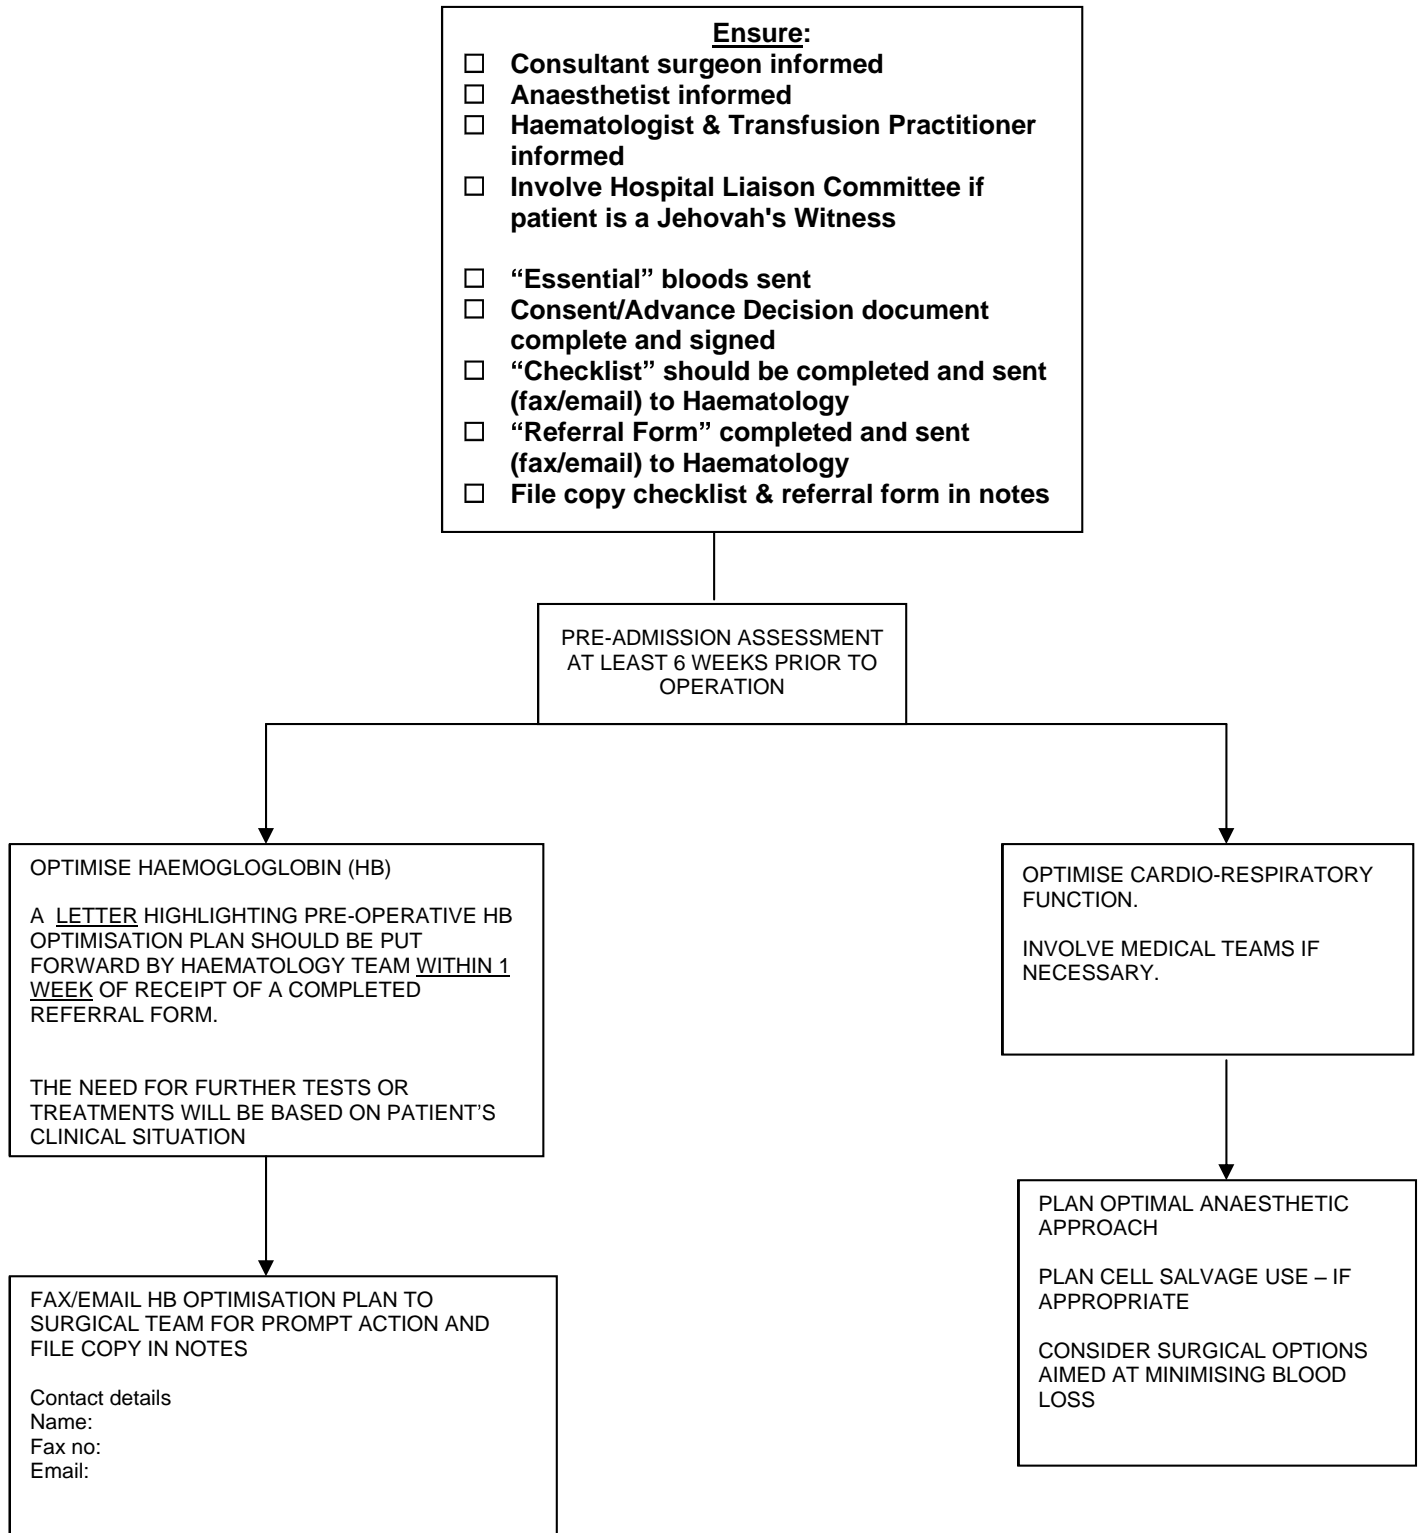 Ensure:
☐ Consultant surgeon informed
☐ Anaesthetist informed
☐ Haematologist & Transfusion Practitioner
informed
☐ Involve Hospital Liaison Committee if
patient is a Jehovah's Witness
☐ “Essential” bloods sent
☐ Consent/Advance Decision document
complete and signed
☐ “Checklist” should be completed and sent
(fax/email) to Haematology
☐ “Referral Form” completed and sent
(fax/email) to Haematology
☐ File copy checklist & referral form in notes
PRE-ADMISSION ASSESSMENT
AT LEAST 6 WEEKS PRIOR TO
OPERATION
OPTIMISE HAEMOGLOGLOBIN (HB)
A LETTER HIGHLIGHTING PRE-OPERATIVE HB
OPTIMISATION PLAN SHOULD BE PUT
FORWARD BY HAEMATOLOGY TEAM WITHIN 1
WEEK OF RECEIPT OF A COMPLETED
REFERRAL FORM.
THE NEED FOR FURTHER TESTS OR
TREATMENTS WILL BE BASED ON PATIENT’S
CLINICAL SITUATION
OPTIMISE CARDIO-RESPIRATORY
FUNCTION.
INVOLVE MEDICAL TEAMS IF
NECESSARY.
FAX/EMAIL HB OPTIMISATION PLAN TO
SURGICAL TEAM FOR PROMPT ACTION AND
FILE COPY IN NOTES
Contact details
Name:
Fax no:
Email:
PLAN OPTIMAL ANAESTHETIC
APPROACH
PLAN CELL SALVAGE USE – IF
APPROPRIATE
CONSIDER SURGICAL OPTIONS
AIMED AT MINIMISING BLOOD
LOSS